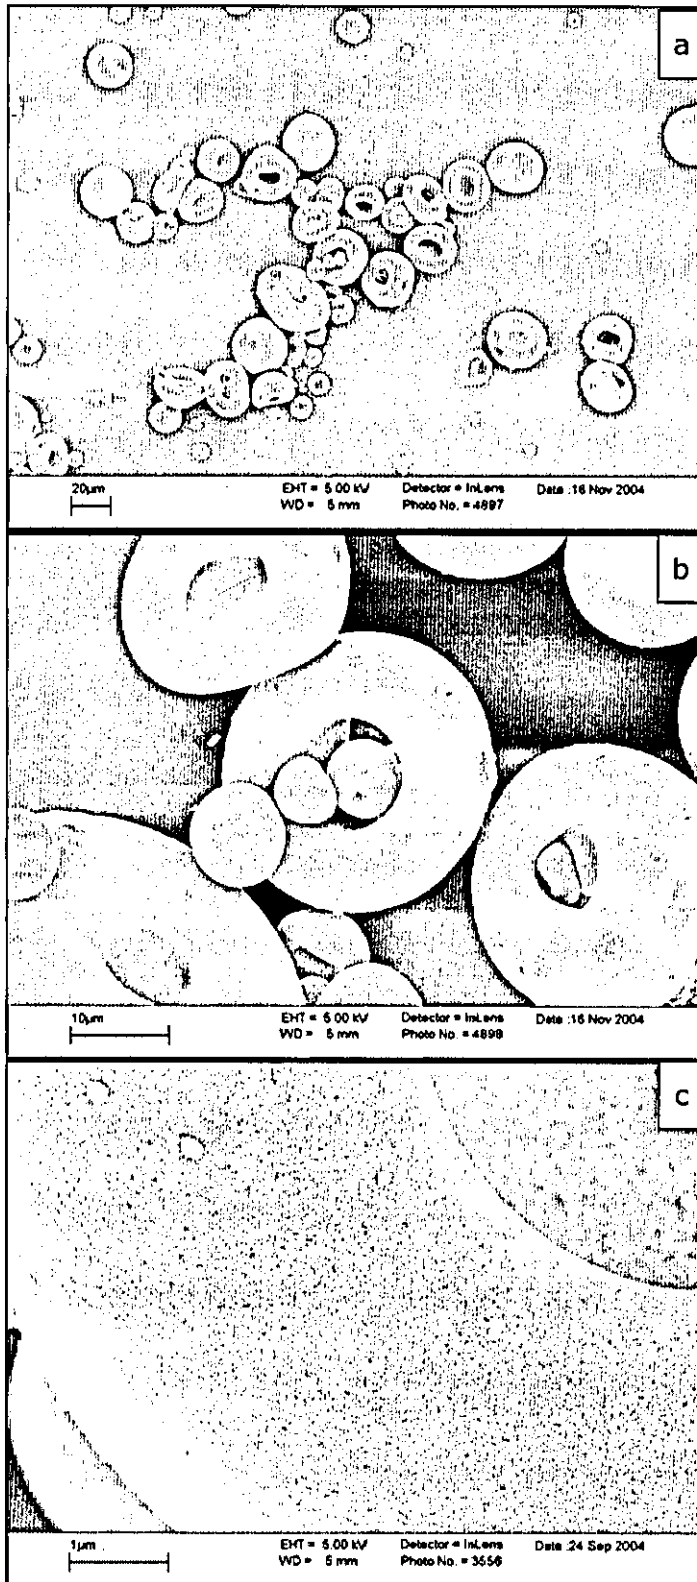 a
20µm EHT = 5.00 kV Detector = InLens Date :16 Nov 2004
WD = 5 mm Photo No. = 4897
b
10µm EHT = 5.00 kV Detector = InLens Date :16 Nov 2004
WD = 5 mm Photo No. = 4898
c
1µm EHT = 5.00 kV Detector = InLens Date :24 Sep 2004
WD = 5 mm Photo No. = 3556